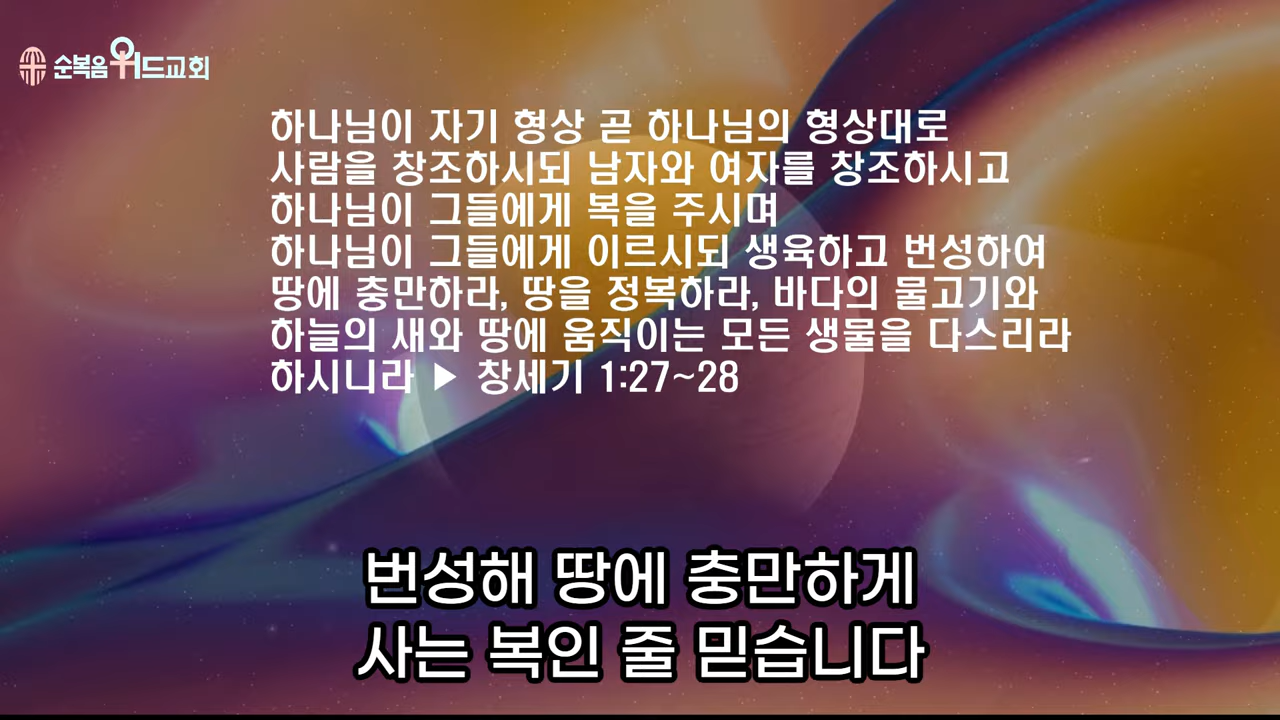 순복음위드교회
하나님이 자기 형상 곧 하나님의 형상대로
사람을 창조하시되 남자와 여자를 창조하시고
하나님이 그들에게 복을 주시며
하나님이 그들에게 이르시되 생육하고 번성하여
땅에 충만하라, 땅을 정복하라, 바다의 물고기와
하늘의 새와 땅에 움직이는 모든 생물을 다스리라
하시니라 ▶ 창세기 1:27~28
번성해 땅에 충만하게
사는 복인 줄 믿습니다